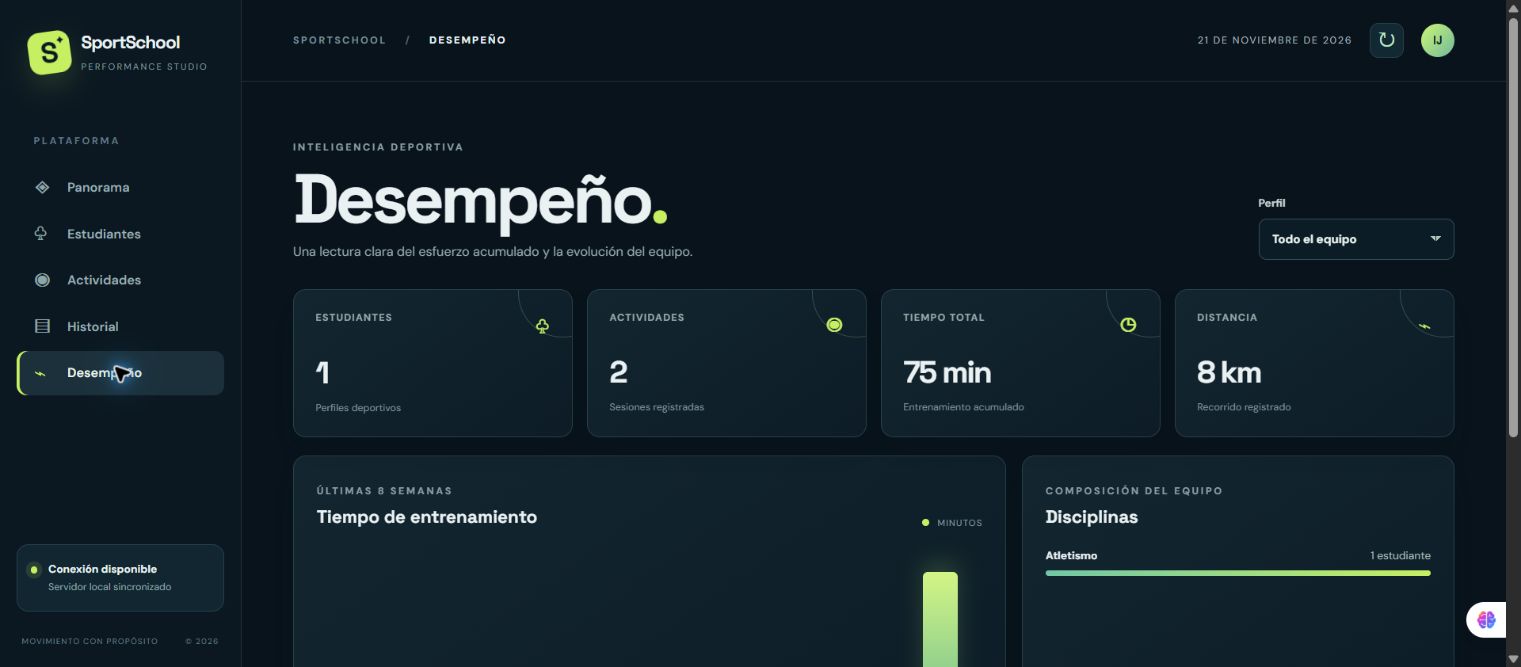 SportSchool
PERFORMANCE STUDIO
PLATAFORMA
Panorama
Estudiantes
Actividades
Historial
Desempeño
Conexión disponible
Servidor local sincronizado
MOVIMIENTO CON PROPÓSITO © 2026
SPORTSCHOOL / DESEMPEÑO
21 DE NOVIEMBRE DE 2026
IJ
INTELIGENCIA DEPORTIVA
Desempeño.
Una lectura clara del esfuerzo acumulado y la evolución del equipo.
Perfil
Todo el equipo
ESTUDIANTES
1
Perfiles deportivos
ACTIVIDADES
2
Sesiones registradas
TIEMPO TOTAL
75 min
Entrenamiento acumulado
DISTANCIA
8 km
Recorrido registrado
ÚLTIMAS 8 SEMANAS
Tiempo de entrenamiento
MINUTOS
COMPOSICIÓN DEL EQUIPO
Disciplinas
Atletismo 1 estudiante